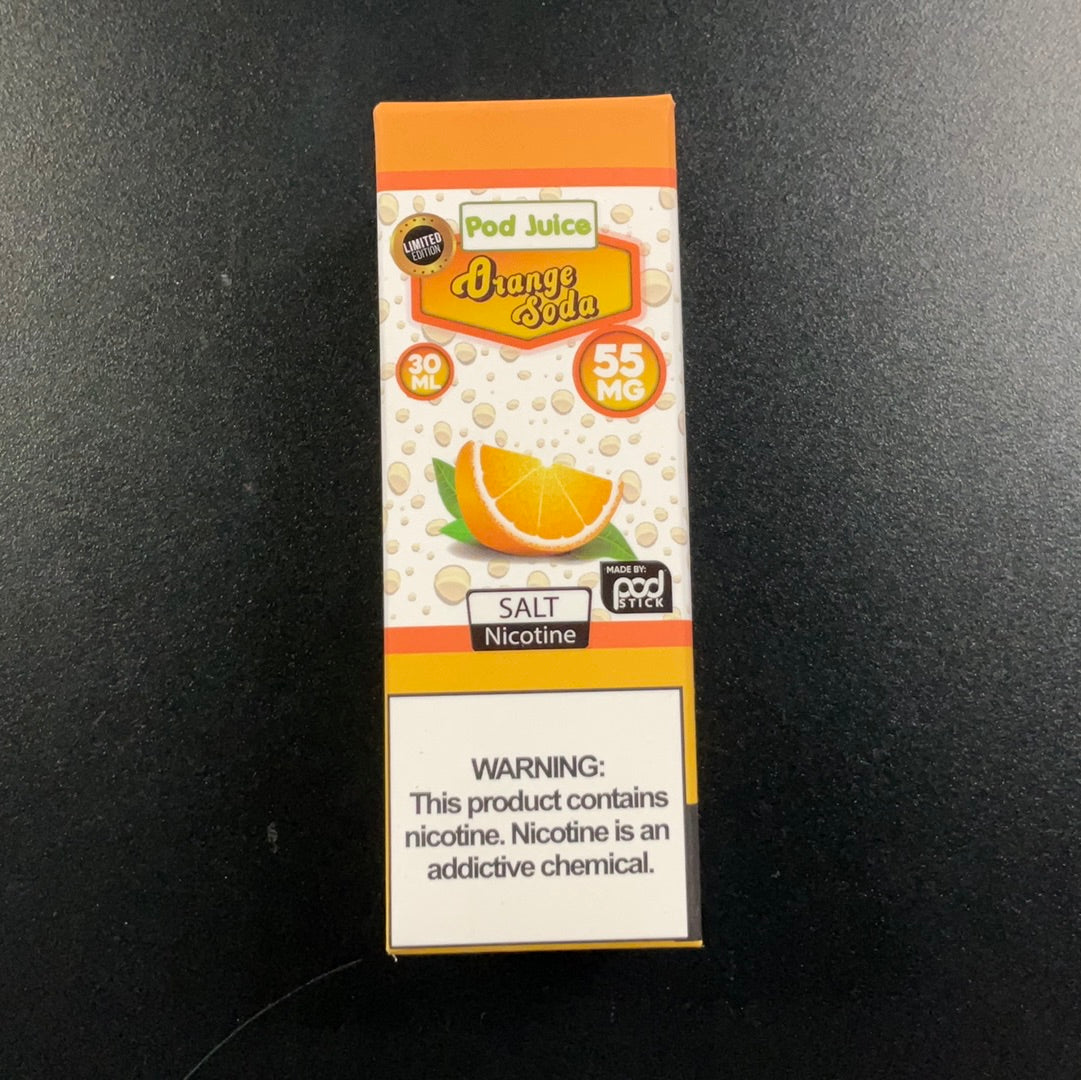 Pod Juice
LIMITED
EDITION
Orange
Soda
30
ML
55
MG
MADE BY:
pod
STICK
SALT
Nicotine
WARNING:
This product contains
nicotine. Nicotine is an
addictive chemical.